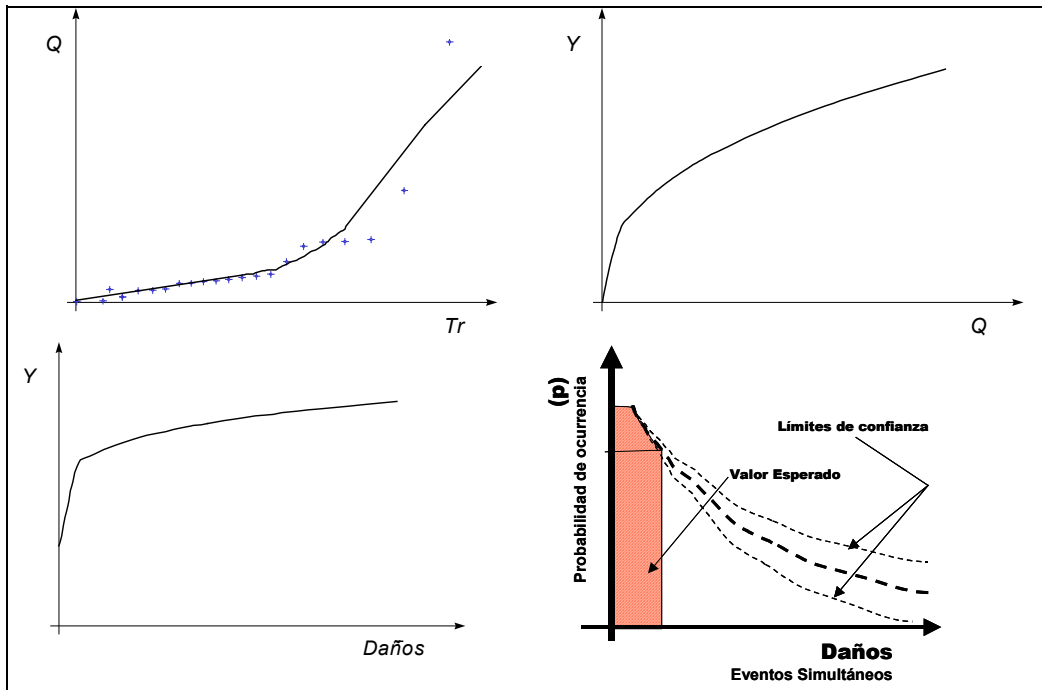 Q
Tr
Y
Q
Y
Daños
(p)
Probabilidad de ocurrencia
Límites de confianza
Valor Esperado
Daños
Eventos Simultáneos